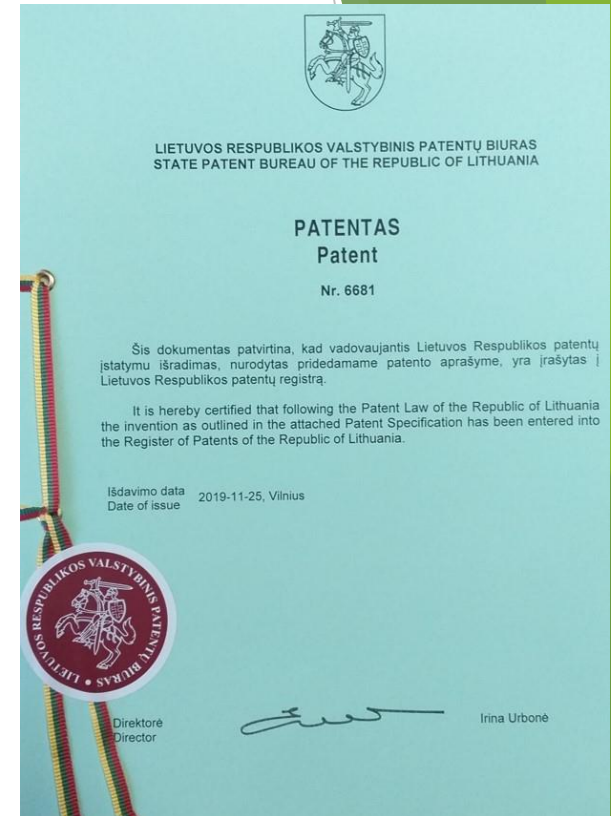 LIETUVOS RESPUBLIKOS VALSTYBINIS PATENTŲ BIURAS
STATE PATENT BUREAU OF THE REPUBLIC OF LITHUANIA
PATENTAS
Patent
Nr. 6681
Šis dokumentas patvirtina, kad vadovaujantis Lietuvos Respublikos patentų
įstatymu išradimas, nurodytas pridedamame patento aprašyme, yra įrašytas į
Lietuvos Respublikos patentų registrą.
It is hereby certified that following the Patent Law of the Republic of Lithuania
the invention as outlined in the attached Patent Specification has been entered into
the Register of Patents of the Republic of Lithuania.
Išdavimo data
Date of issue 2019-11-25, Vilnius
LIETUVOS RESPUBLIKOS VALSTYBINIS PATENTŲ BIURAS •
Direktorė
Director
Irina Urbonė